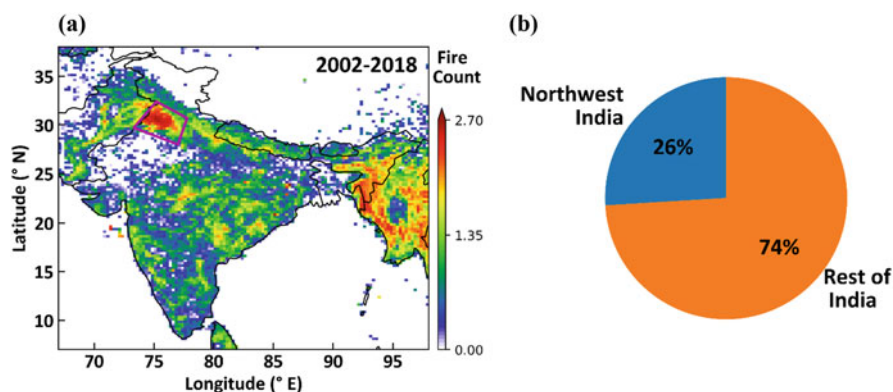 (a)
2002-2018
Fire
Count
35
30
25
20
15
10
Latitude (° N)
70 75 80 85 90 95
Longitude (° E)
2.70
1.35
0.00
(b)
Northwest
India
26%
74%
Rest of
India